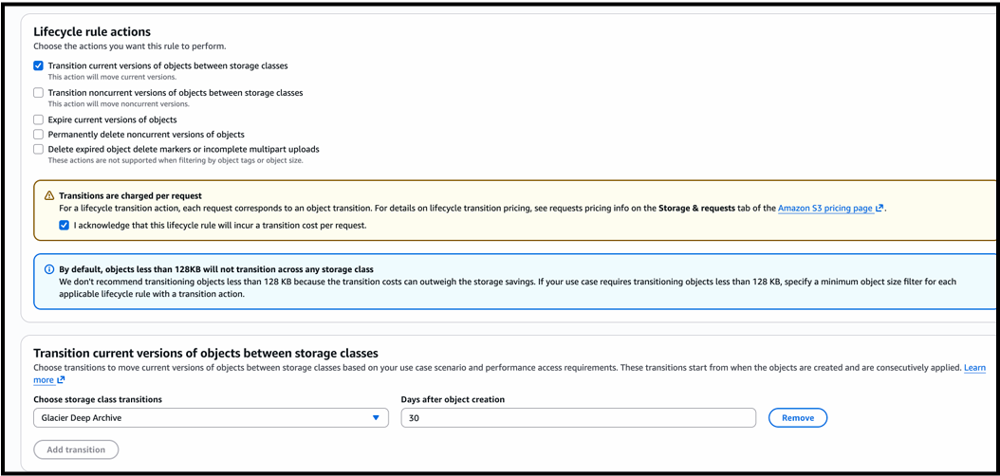 Lifecycle rule actions
Choose the actions you want this rule to perform.
Transition current versions of objects between storage classes
This action will move current versions.
Transition noncurrent versions of objects between storage classes
This action will move noncurrent versions.
Expire current versions of objects
Permanently delete noncurrent versions of objects
Delete expired object delete markers or incomplete multipart uploads
These actions are not supported when filtering by object tags or object size.
Transitions are charged per request
For a lifecycle transition action, each request corresponds to an object transition. For details on lifecycle transition pricing, see requests pricing info on the Storage & requests tab of the Amazon S3 pricing page.
I acknowledge that this lifecycle rule will incur a transition cost per request.
By default, objects less than 128KB will not transition across any storage class
We don't recommend transitioning objects less than 128 KB because the transition costs can outweigh the storage savings. If your use case requires transitioning objects less than 128 KB, specify a minimum object size filter for each
applicable lifecycle rule with a transition action.
Transition current versions of objects between storage classes
Choose transitions to move current versions of objects between storage classes based on your use case scenario and performance access requirements. These transitions start from when the objects are created and are consecutively applied. Learn
more
Choose storage class transitions
Days after object creation
Glacier Deep Archive
30
Remove
Add transition